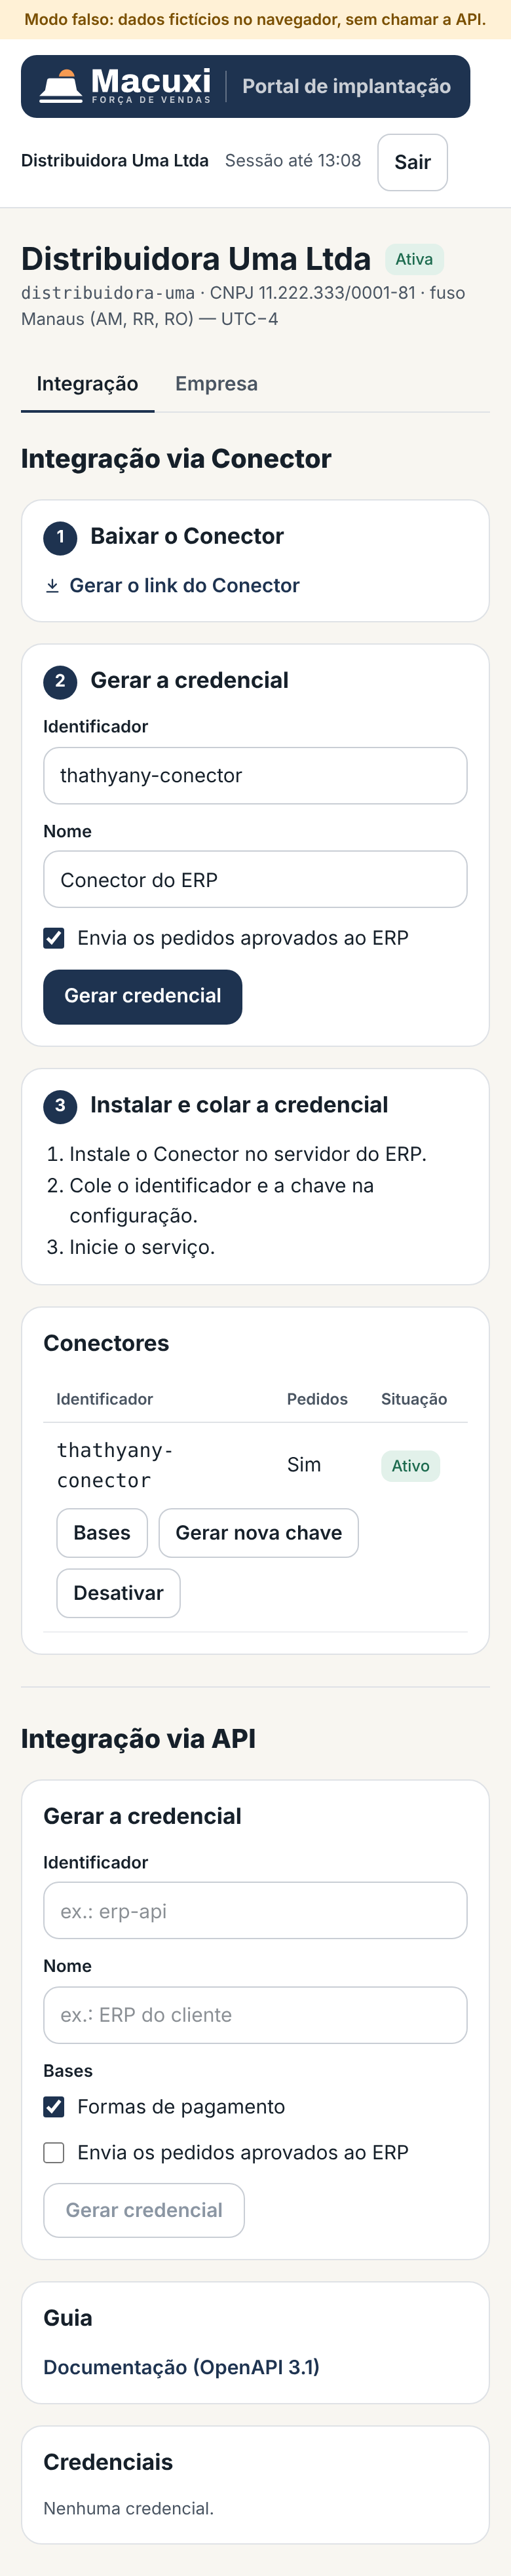 Modo falso: dados fictícios no navegador, sem chamar a API.
Macuxi
FORÇA DE VENDAS
Portal de implantação
Distribuidora Uma Ltda Sessão até 13:08 Sair
Distribuidora Uma Ltda Ativa
distribuidora-uma · CNPJ 11.222.333/0001-81 · fuso
Manaus (AM, RR, RO) — UTC−4
Integração Empresa
Integração via Conector
1 Baixar o Conector
Gerar o link do Conector
2 Gerar a credencial
Identificador
thathyany-conector
Nome
Conector do ERP
Envia os pedidos aprovados ao ERP
Gerar credencial
3 Instalar e colar a credencial
1. Instale o Conector no servidor do ERP.
2. Cole o identificador e a chave na
configuração.
3. Inicie o serviço.
Conectores
Identificador Pedidos Situação
thathyany-
conector
Sim Ativo
Bases Gerar nova chave
Desativar
Integração via API
Gerar a credencial
Identificador
ex.: erp-api
Nome
ex.: ERP do cliente
Bases
Formas de pagamento
Envia os pedidos aprovados ao ERP
Gerar credencial
Guia
Documentação (OpenAPI 3.1)
Credenciais
Nenhuma credencial.